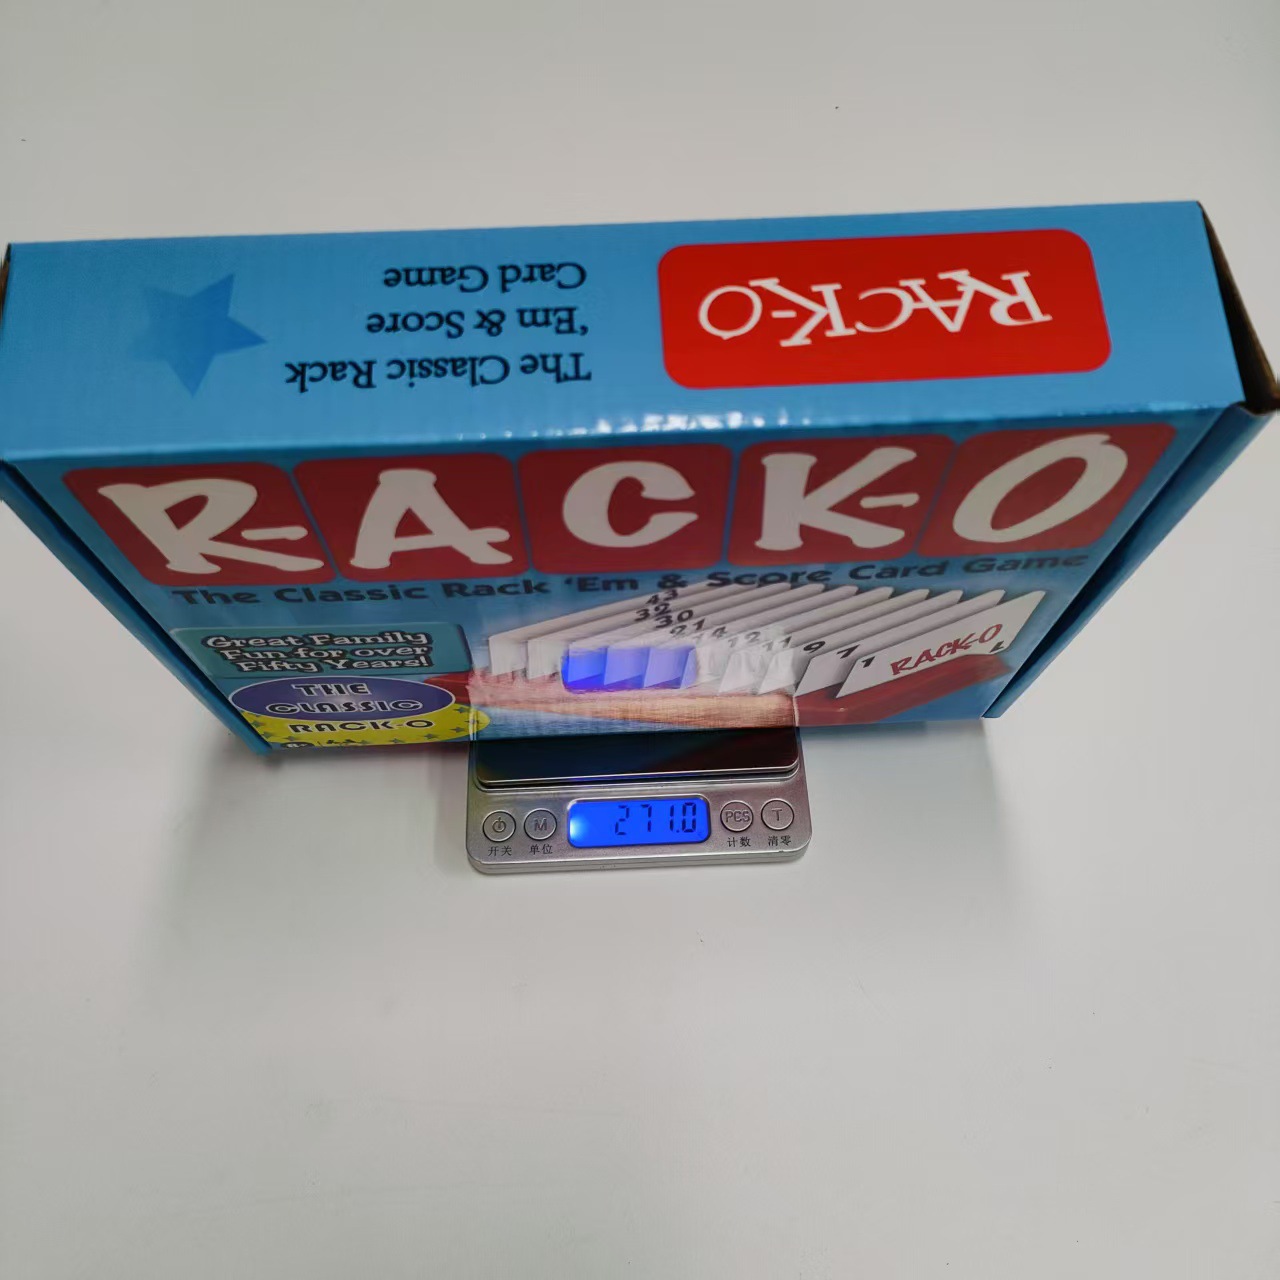 RACK-O
The Classic Rack
‘Em & Score
Card Game
R-ACK-O
The Classic Rack ‘Em & Score Card Game
Great Family
Fun for over
Fifty Years!
THE
CLASSIC
RACK-O
43
32
30
21
14
12
11
9
7
1
RACK-O
271.0
M
PCS
T
开关
单位
计数
清零